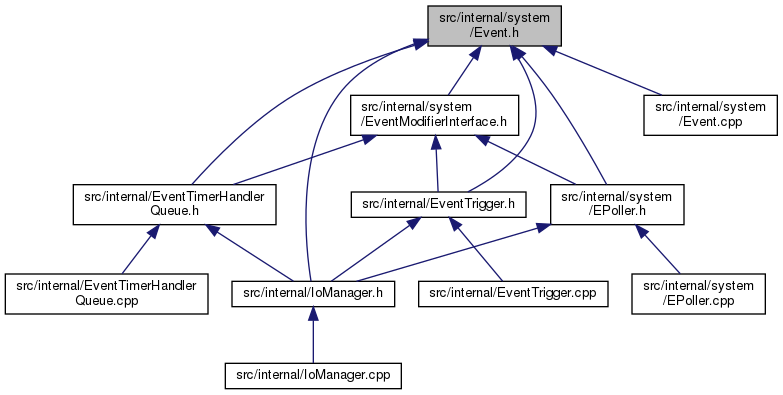 src/internal/system
/Event.h
src/internal/system
/EventModifierInterface.h
src/internal/system
/Event.cpp
src/internal/EventTimerHandler
Queue.h
src/internal/EventTrigger.h
src/internal/system
/EPoller.h
src/internal/EventTimerHandler
Queue.cpp
src/internal/IoManager.h
src/internal/EventTrigger.cpp
src/internal/system
/EPoller.cpp
src/internal/IoManager.cpp